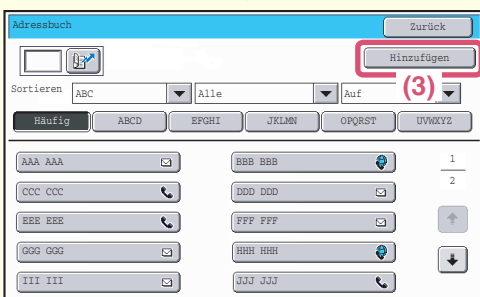 Adressbuch Zurück
Hinzufügen
(3)
Sortieren ABC Alle Auf
Häufig ABCD EFGHI JKLMN OPQRST UVWXYZ
AAA AAA BBB BBB 1
CCC CCC DDD DDD 2
EEE EEE FFF FFF
GGG GGG HHH HHH
III III JJJ JJJ